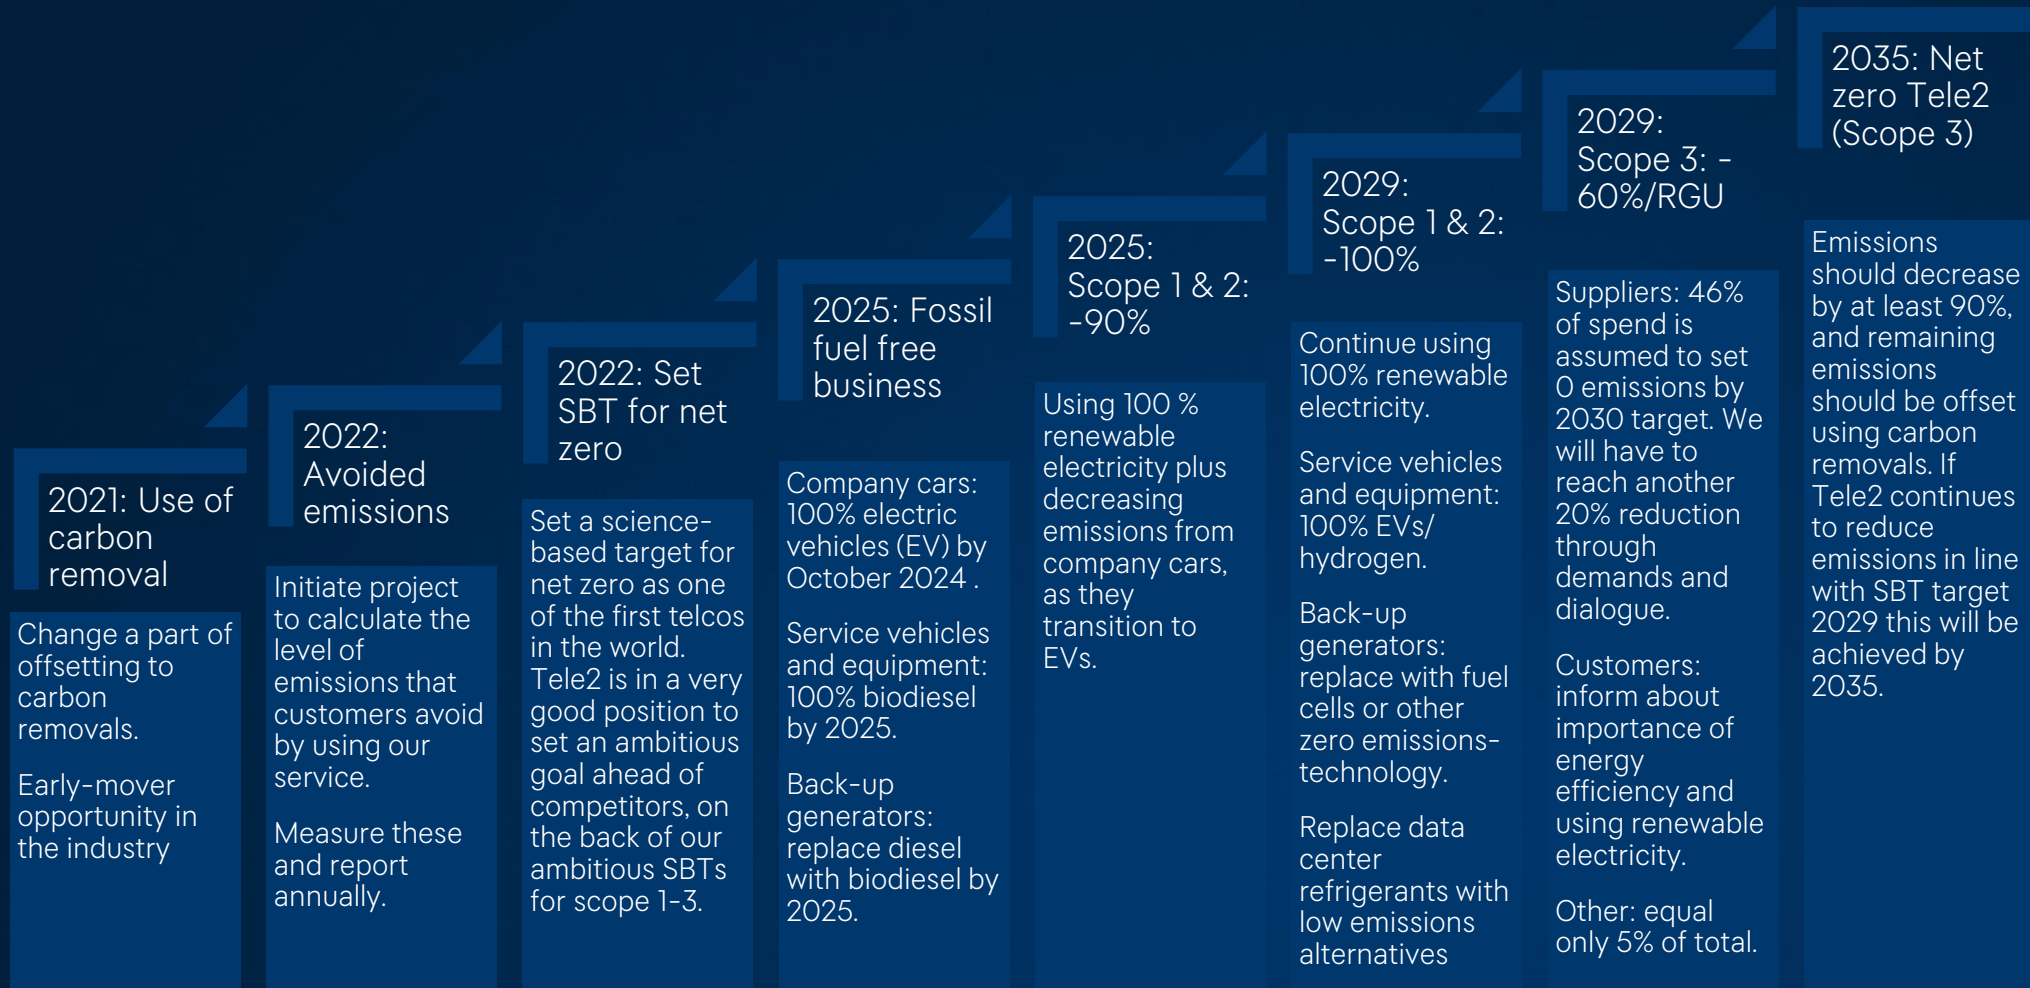 2021: Use of
carbon
removal
Change a part of
offsetting to
carbon
removals.
Early-mover
opportunity in
the industry
2022:
Avoided
emissions
Initiate project
to calculate the
level of
emissions that
customers avoid
by using our
service.
Measure these
and report
annually.
2022: Set
SBT for net
zero
Set a science-
based target for
net zero as one
of the first telcos
in the world.
Tele2 is in a very
good position to
set an ambitious
goal ahead of
competitors, on
the back of our
ambitious SBTs
for scope 1-3.
2025: Fossil
fuel free
business
Company cars:
100% electric
vehicles (EV) by
October 2024 .
Service vehicles
and equipment:
100% biodiesel
by 2025.
Back-up
generators:
replace diesel
with biodiesel by
2025.
2025:
Scope 1 & 2:
-90%
Using 100 %
renewable
electricity plus
decreasing
emissions from
company cars,
as they
transition to
EVs.
2029:
Scope 1 & 2:
-100%
Continue using
100% renewable
electricity.
Service vehicles
and equipment:
100% EVs/
hydrogen.
Back-up
generators:
replace with fuel
cells or other
zero emissions-
technology.
Replace data
center
refrigerants with
low emissions
alternatives
2029:
Scope 3: -
60%/RGU
Suppliers: 46%
of spend is
assumed to set
0 emissions by
2030 target. We
will have to
reach another
20% reduction
through
demands and
dialogue.
Customers:
inform about
importance of
energy
efficiency and
using renewable
electricity.
Other: equal
only 5% of total.
2035: Net
zero Tele2
(Scope 3)
Emissions
should decrease
by at least 90%,
and remaining
emissions
should be offset
using carbon
removals. If
Tele2 continues
to reduce
emissions in line
with SBT target
2029 this will be
achieved by
2035.